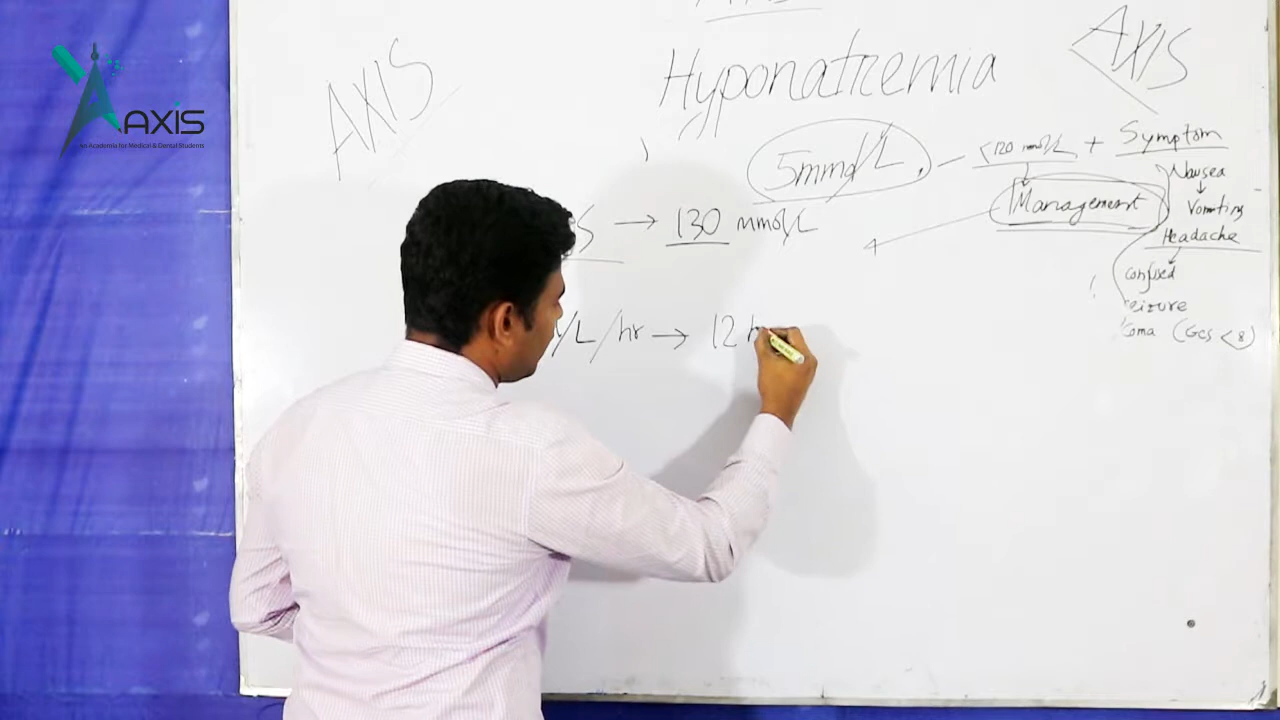 AXIS
An Academia for Medical & Dental Students
AXIS
AXIS
Hyponatremia
5mmol/L — <120 mmol/L + Symptom
Management
Nausea
Vomiting
Headache
Confused
eizure
oma (GCS <8)
S → 130 mmol/L
/L/hr → 12 h